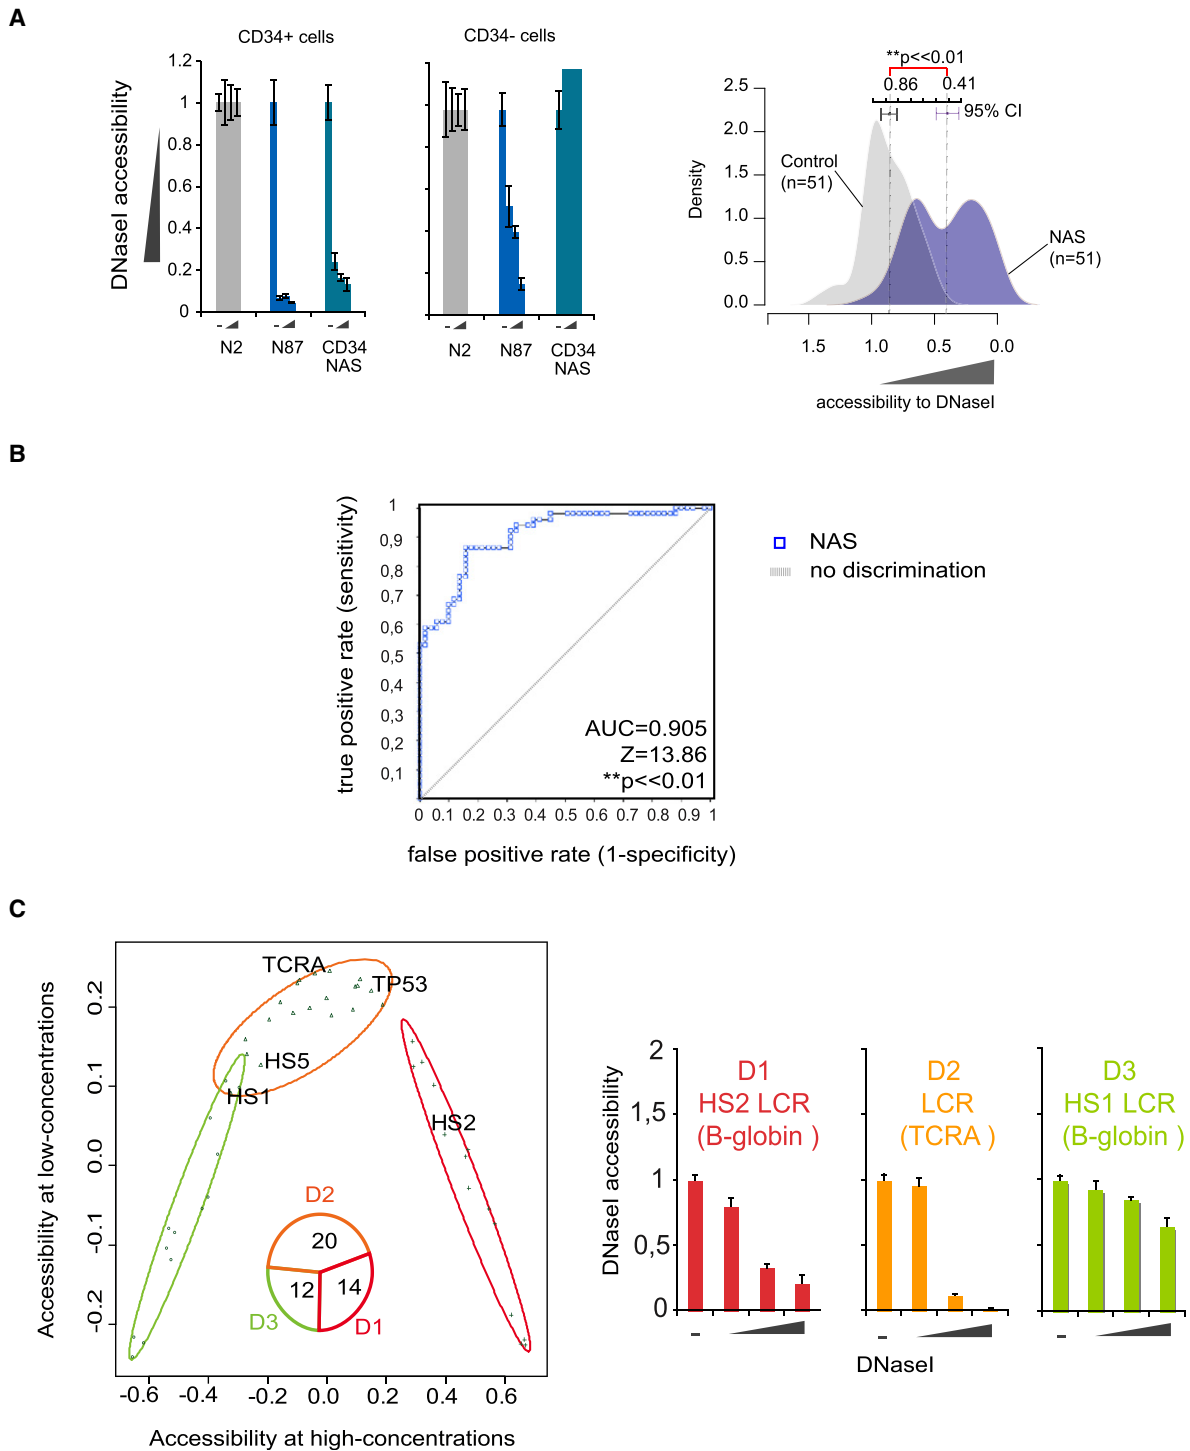 A
CD34+ cells
CD34- cells
DNaseI accessibility
1.2
1
0.8
0.6
0.4
0.2
0
-
-
-
N2
N87
CD34
NAS
-
-
-
N2
N87
CD34
NAS
**p<<0.01
0.86
0.41
95% CI
Density
2.5
2.0
1.5
1.0
0.5
0.0
Control
(n=51)
NAS
(n=51)
1.5
1.0
0.5
0.0
accessibility to DNaseI
B
true positive rate (sensitivity)
1
0,9
0,8
0,7
0,6
0,5
0,4
0,3
0,2
0,1
AUC=0.905
Z=13.86
**p<<0.01
0 0.1 0.2 0.3 0.4 0.5 0.6 0.7 0.8 0.9 1
false positive rate (1-specificity)
NAS
no discrimination
C
Accessibility at low-concentrations
0.2
0.1
0.0
-0.1
-0.2
TCRA
TP53
HS5
HS1
HS2
D2
20
12
14
D3
D1
-0.6 -0.4 -0.2 0.0 0.2 0.4 0.6
Accessibility at high-concentrations
DNaseI accessibility
2
1,5
1
0,5
0
D1
HS2 LCR
(B-globin )
D2
LCR
(TCRA )
D3
HS1 LCR
(B-globin )
-
-
-
DNaseI